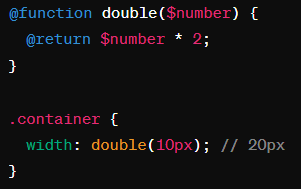 @function double($number) {
  @return $number * 2;
}

.container {
  width: double(10px); // 20px
}